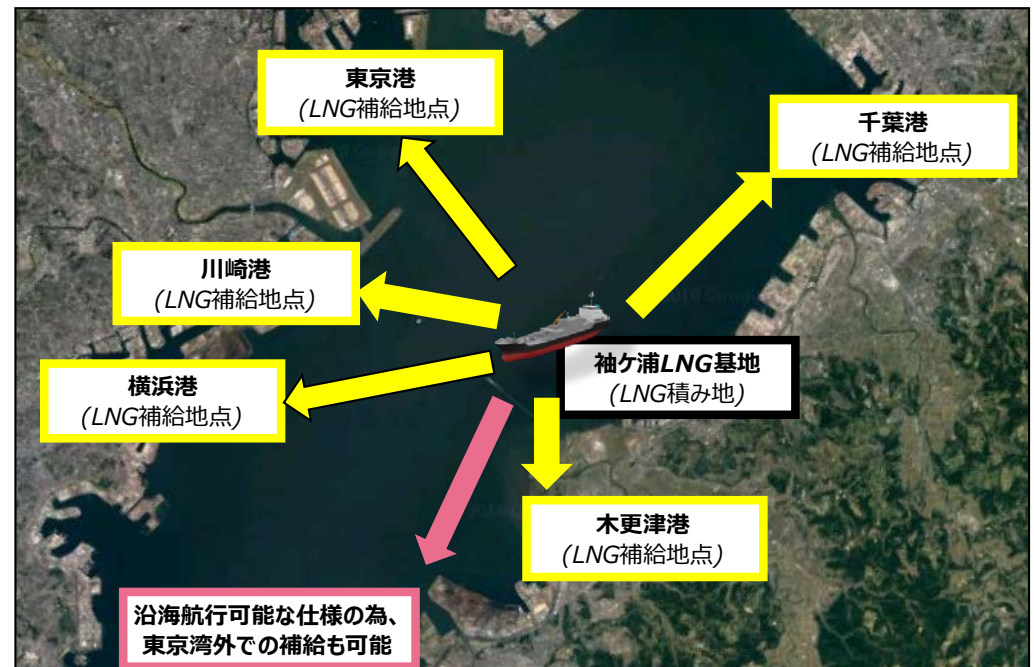 東京港
(LNG補給地点)
千葉港
(LNG補給地点)
川崎港
(LNG補給地点)
袖ケ浦LNG基地
(LNG積み地)
横浜港
(LNG補給地点)
木更津港
(LNG補給地点)
沿海航行可能な仕様の為、
東京湾外での補給も可能